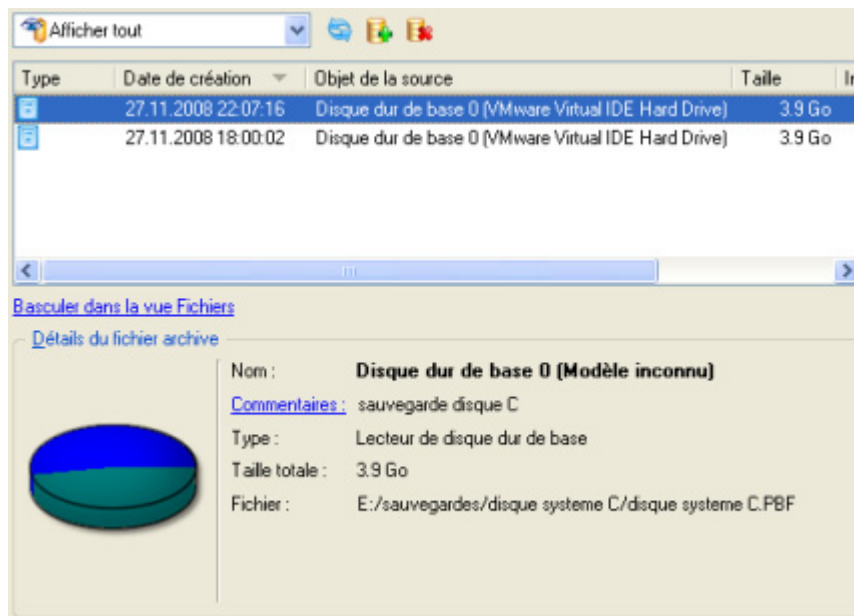 Afficher tout
Type Date de création Objet de la source Taille
27.11.2008 22:07:16 Disque dur de base 0 (VMware Virtual IDE Hard Drive) 3.9 Go
27.11.2008 18:00:02 Disque dur de base 0 (VMware Virtual IDE Hard Drive) 3.9 Go
Basculer dans la vue Fichiers
Détails du fichier archive
Nom : Disque dur de base 0 (Modèle inconnu)
Commentaires : sauvegarde disque C
Type : Lecteur de disque dur de base
Taille totale : 3.9 Go
Fichier : E:/sauvegardes/disque systeme C/disque systeme C.PBF